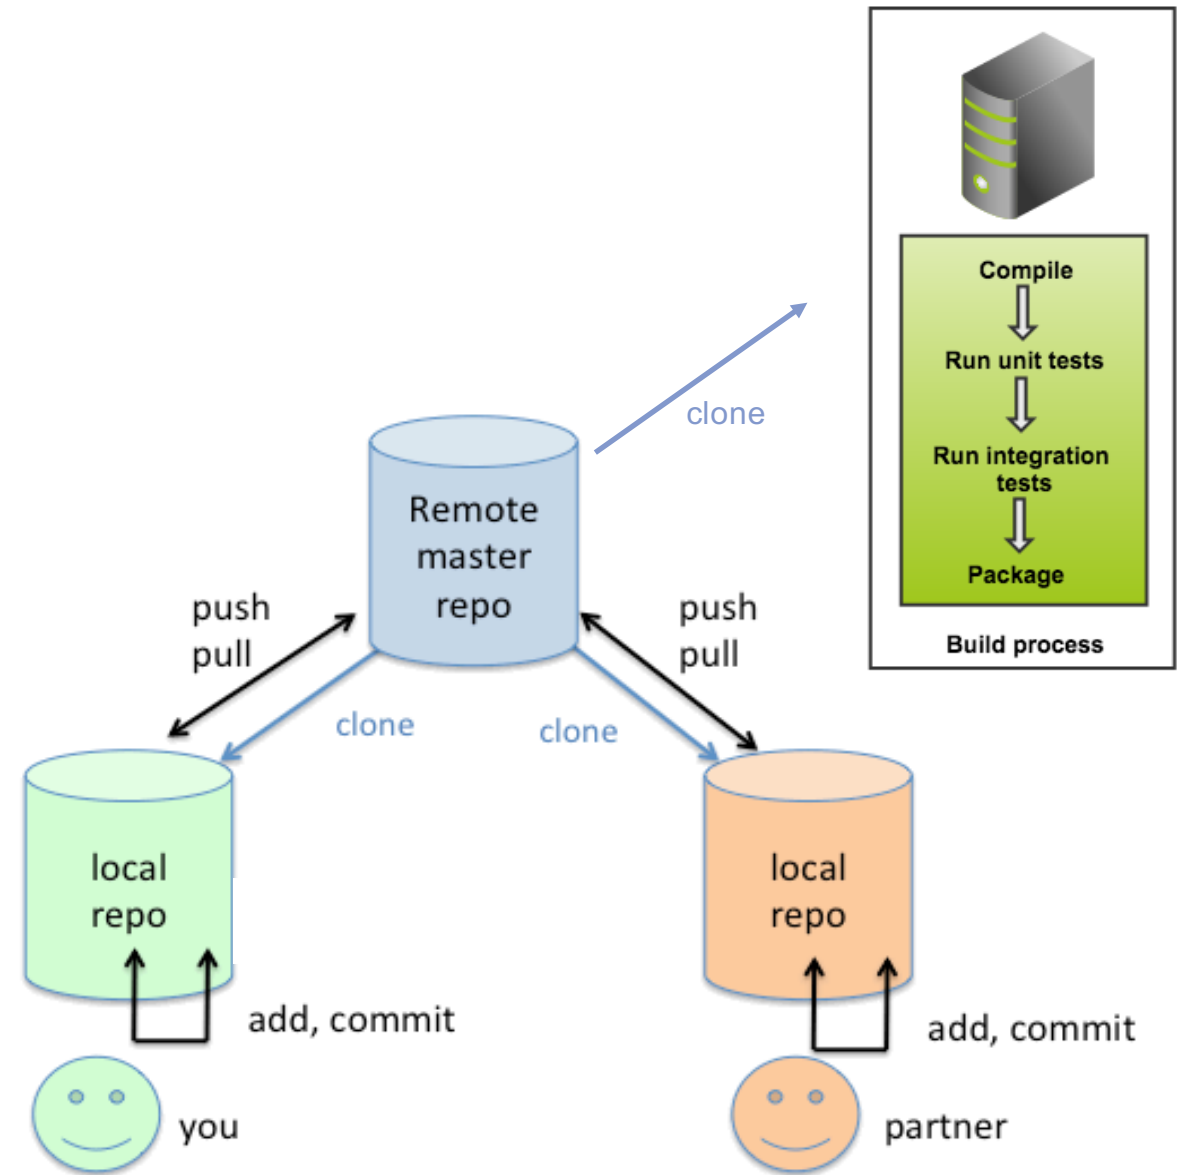 Compile
Run unit tests
Run integration
tests
Package
Build process
clone
Remote
master
repo
push
pull
clone
push
pull
clone
local
repo
add, commit
you
local
repo
add, commit
partner